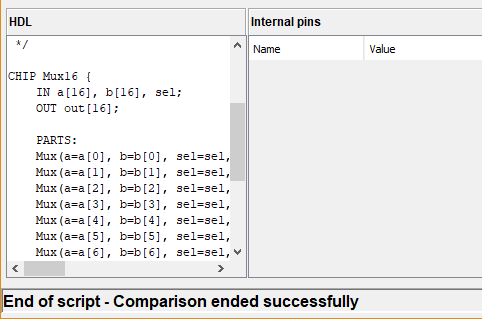 HDL
Internal pins
*/
Name Value
CHIP Mux16 {
IN a[16], b[16], sel;
OUT out[16];
PARTS:
Mux(a=a[0], b=b[0], sel=sel,
Mux(a=a[1], b=b[1], sel=sel,
Mux(a=a[2], b=b[2], sel=sel,
Mux(a=a[3], b=b[3], sel=sel,
Mux(a=a[4], b=b[4], sel=sel,
Mux(a=a[5], b=b[5], sel=sel,
Mux(a=a[6], b=b[6], sel=sel,
End of script - Comparison ended successfully